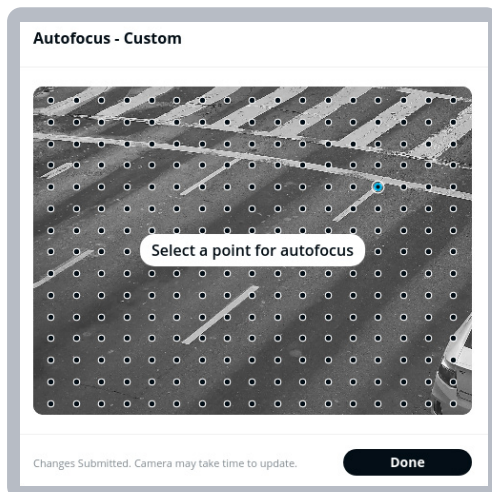 Autofocus - Custom
Select a point for autofocus
Changes Submitted. Camera may take time to update.
Done